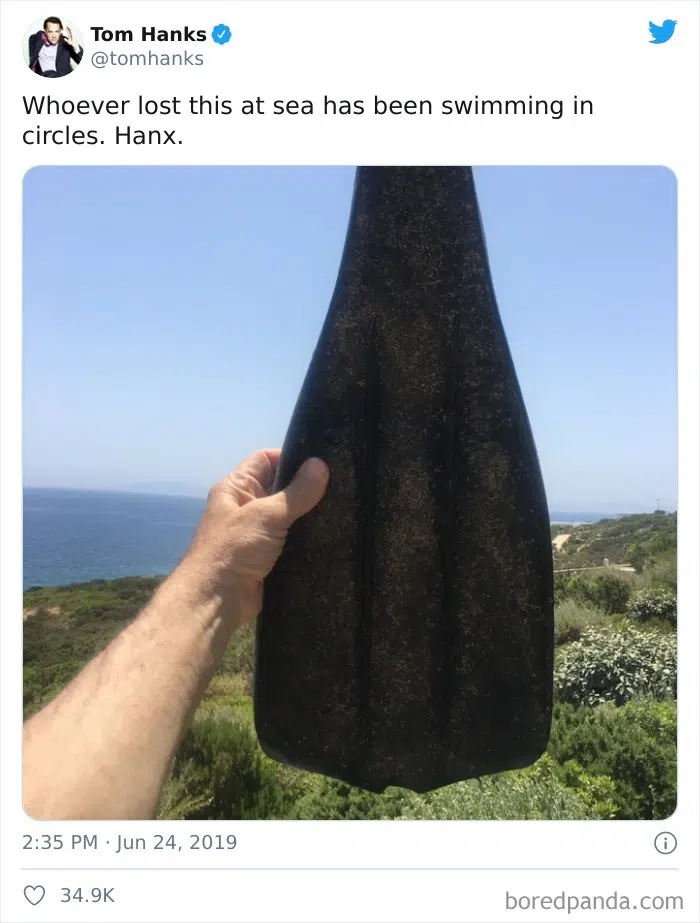 Tom Hanks
@tomhanks
Whoever lost this at sea has been swimming in
circles. Hanx.
2:35 PM · Jun 24, 2019
34.9K
boredpanda.com